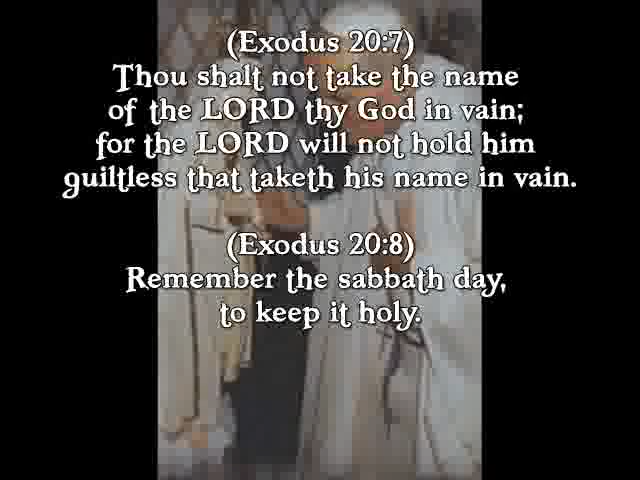 (Exodus 20:7)
Thou shalt not take the name
of the LORD thy God in vain;
for the LORD will not hold him
guiltless that taketh his name in vain.
(Exodus 20:8)
Remember the sabbath day,
to keep it holy.